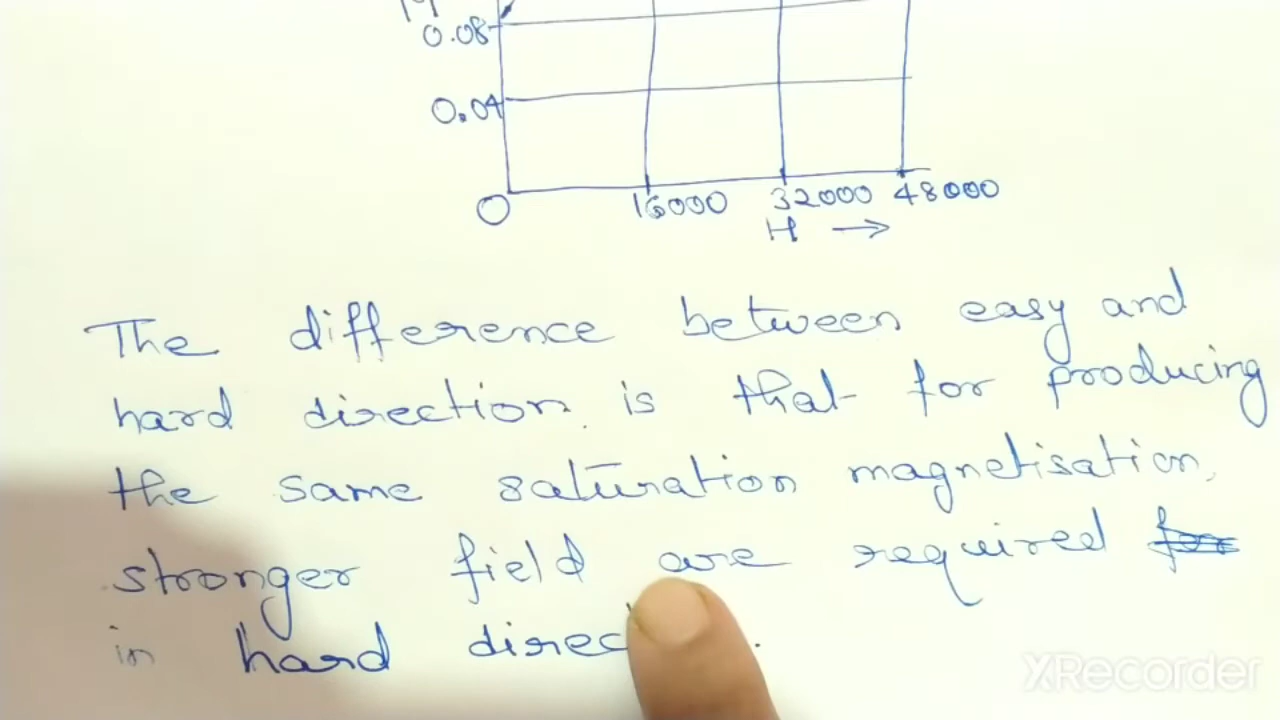 0.08
0.04
0
16000 32000 48000
H →
The difference between easy and
hard direction is that for producing
the same saturation magnetisation,
stronger field are required
in hard direc
XRecorder